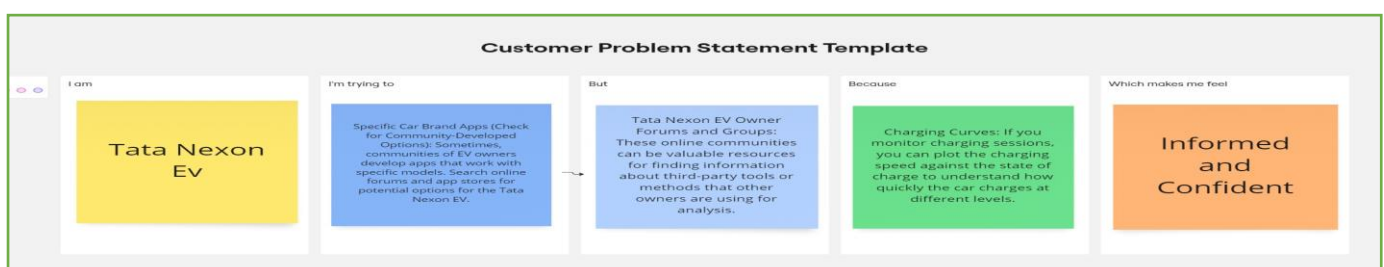 Customer Problem Statement Template
I am
Tata Nexon
Ev
I'm trying to
Specific Car Brand Apps (Check
for Community-Developed
Options): Sometimes,
communities of EV owners
develop apps that work with
specific models. Search online
forums and app stores for
potential options for the Tata
Nexon EV.
But
Tata Nexon EV Owner
Forums and Groups:
These online communities
can be valuable resources
for finding information
about third-party tools or
methods that other
owners are using for
analysis.
Because
Charging Curves: If you
monitor charging sessions,
you can plot the charging
speed against the state of
charge to understand how
quickly the car charges at
different levels.
Which makes me feel
Informed
and
Confident